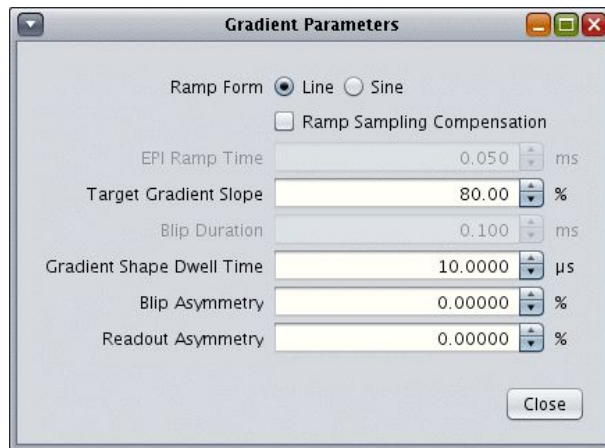 Gradient Parameters
Ramp Form Line Sine
Ramp Sampling Compensation
EPI Ramp Time 0.050 ms
Target Gradient Slope 80.00 %
Blip Duration 0.100 ms
Gradient Shape Dwell Time 10.0000 µs
Blip Asymmetry 0.00000 %
Readout Asymmetry 0.00000 %
Close